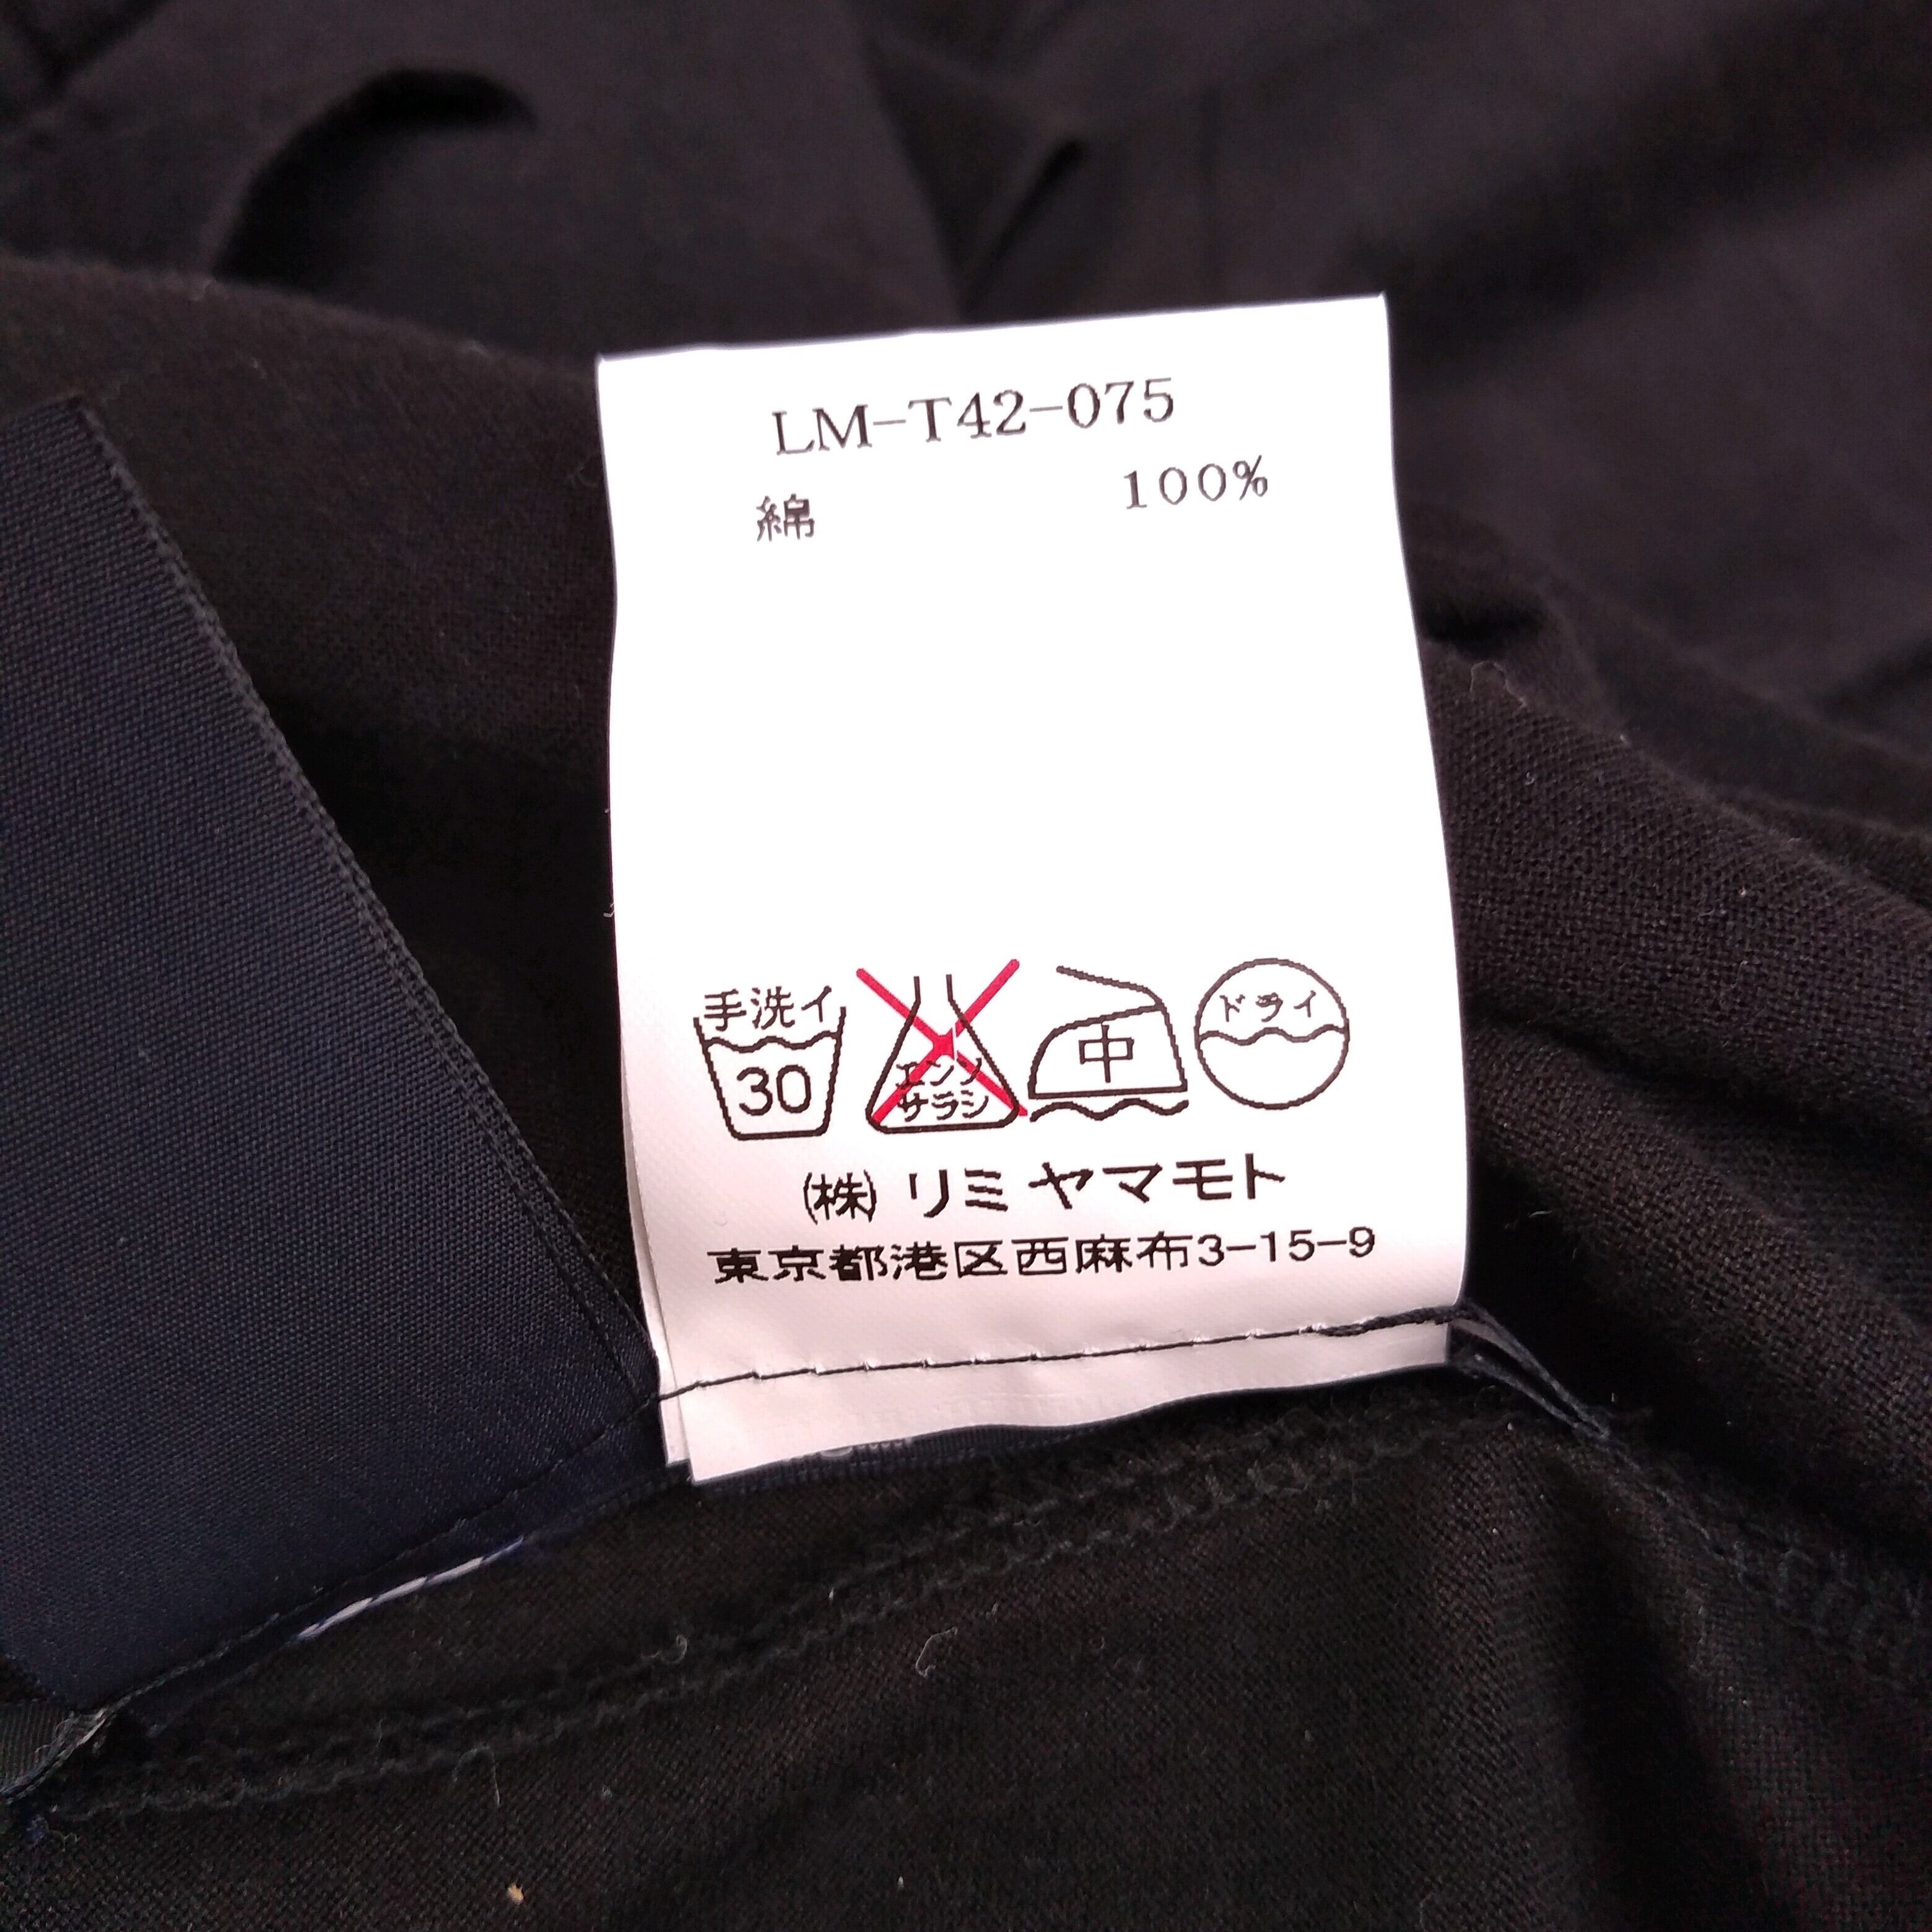 LM-T42-075
綿 100%
手洗イ
30
エンソ
サラシ
中
ドライ
(株) リミ ヤマモト
東京都港区西麻布3-15-9